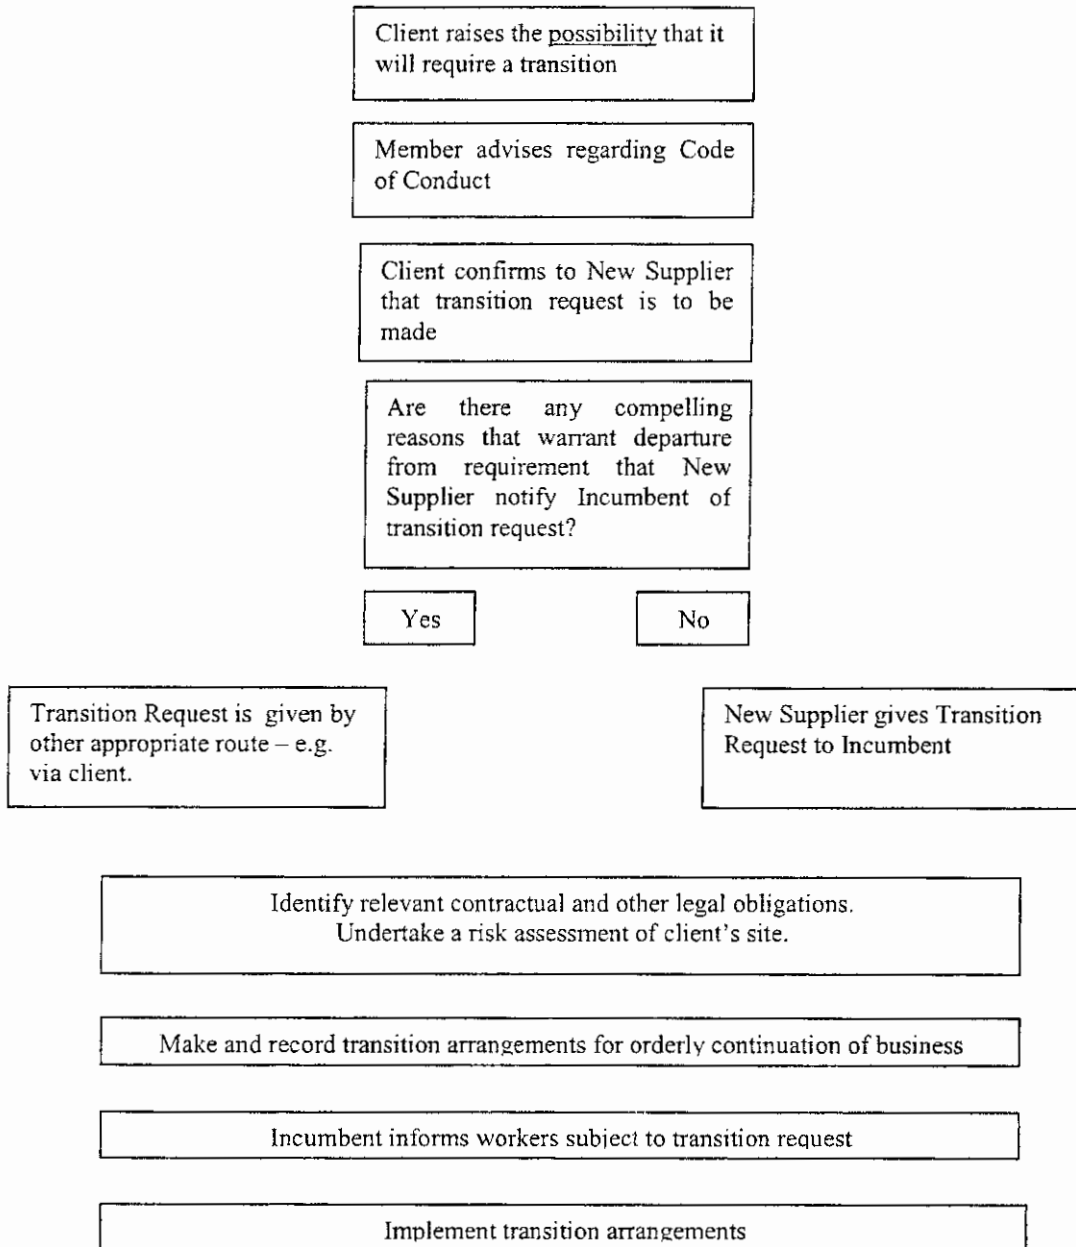 Client raises the possibility that it
will require a transition
Member advises regarding Code
of Conduct
Client confirms to New Supplier
that transition request is to be
made
Are there any compelling
reasons that warrant departure
from requirement that New
Supplier notify Incumbent of
transition request?
Yes
No
Transition Request is given by
other appropriate route – e.g.
via client.
New Supplier gives Transition
Request to Incumbent
Identify relevant contractual and other legal obligations.
Undertake a risk assessment of client's site.
Make and record transition arrangements for orderly continuation of business
Incumbent informs workers subject to transition request
Implement transition arrangements